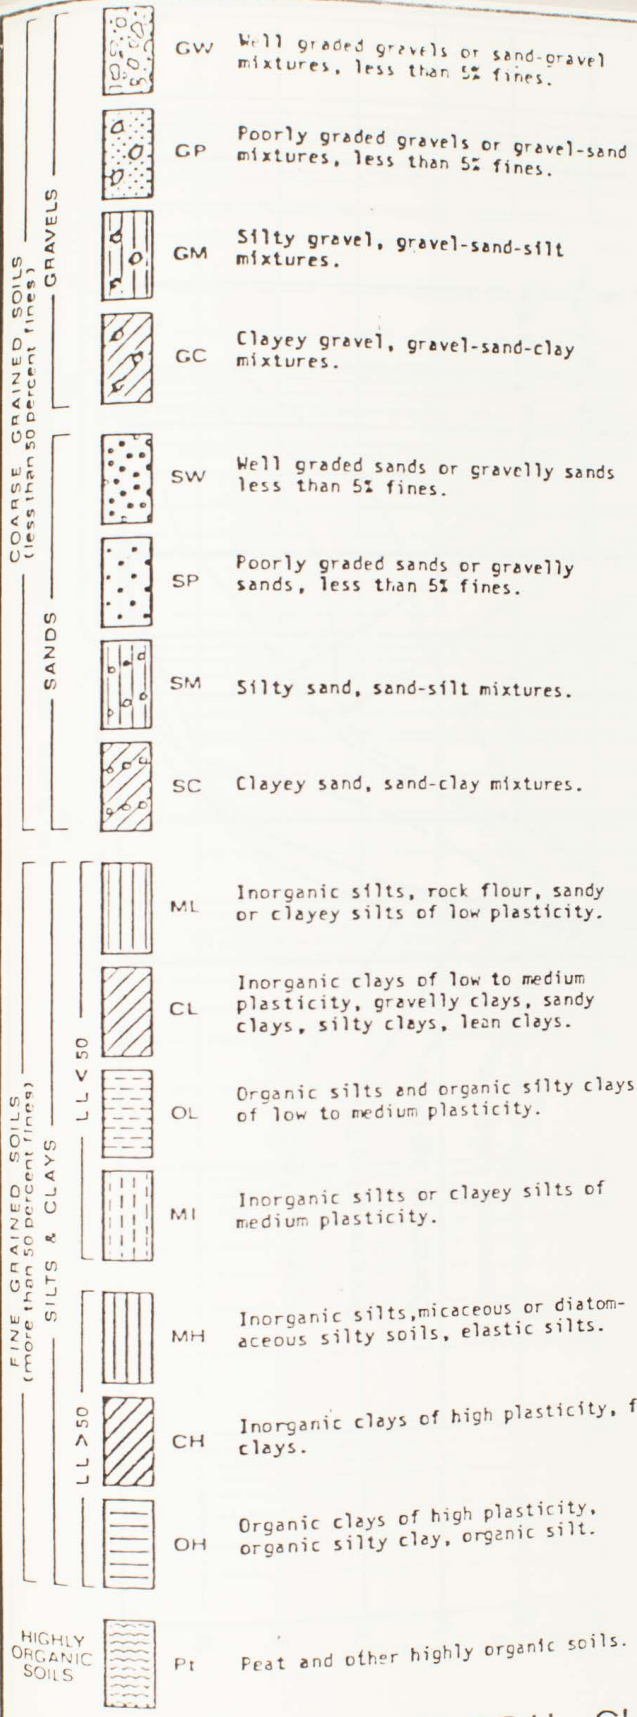 COARSE GRAINED SOILS
(less than 50 percent fines)
GRAVELS
GW Well graded gravels or sand-gravel
mixtures, less than 5% fines.
GP Poorly graded gravels or gravel-sand
mixtures, less than 5% fines.
GM Silty gravel, gravel-sand-silt
mixtures.
GC Clayey gravel, gravel-sand-clay
mixtures.
SANDS
SW Well graded sands or gravelly sands
less than 5% fines.
SP Poorly graded sands or gravelly
sands, less than 5% fines.
SM Silty sand, sand-silt mixtures.
SC Clayey sand, sand-clay mixtures.
FINE GRAINED SOILS
(more than 50 percent fines)
SILTS & CLAYS
LL < 50
ML Inorganic silts, rock flour, sandy
or clayey silts of low plasticity.
CL Inorganic clays of low to medium
plasticity, gravelly clays, sandy
clays, silty clays, lean clays.
OL Organic silts and organic silty clays
of low to medium plasticity.
MI Inorganic silts or clayey silts of
medium plasticity.
LL > 50
MH Inorganic silts, micaceous or diatom-
aceous silty soils, elastic silts.
CH Inorganic clays of high plasticity, f
clays.
OH Organic clays of high plasticity,
organic silty clay, organic silt.
HIGHLY
ORGANIC
SOILS
Pt Peat and other highly organic soils.